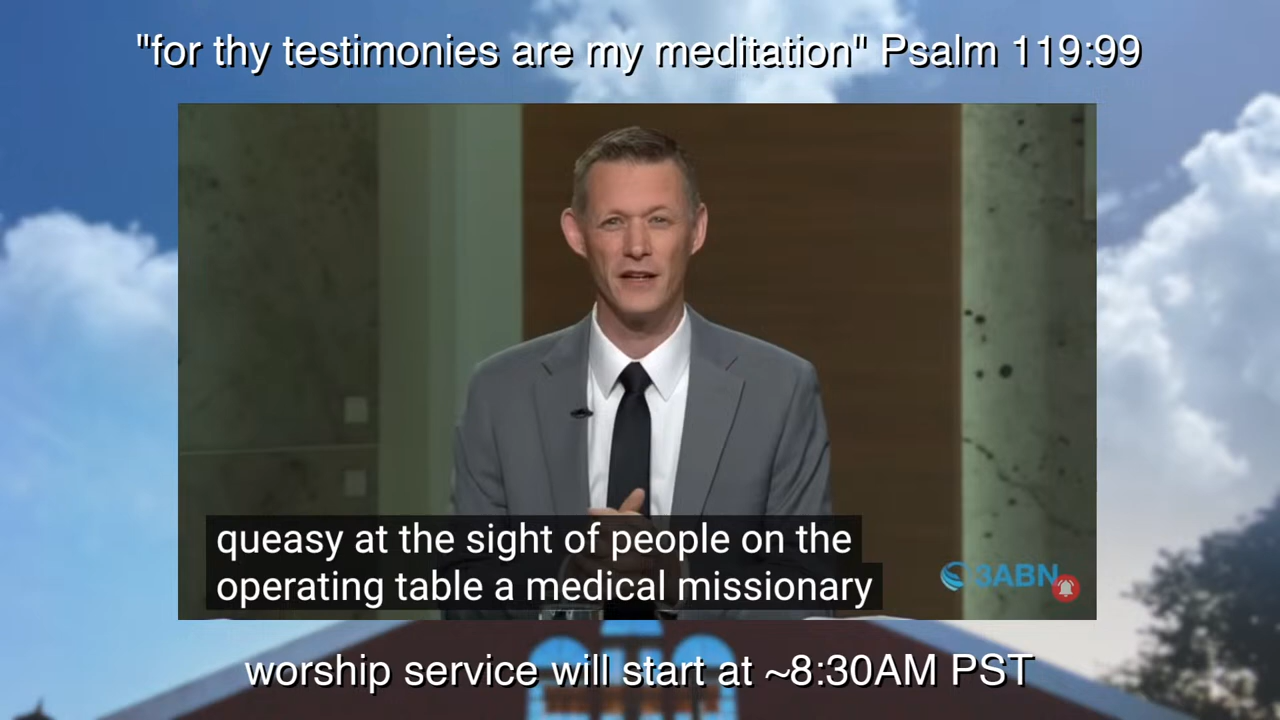 "for thy testimonies are my meditation" Psalm 119:99
queasy at the sight of people on the
operating table a medical missionary
3ABN
worship service will start at ~8:30AM PST